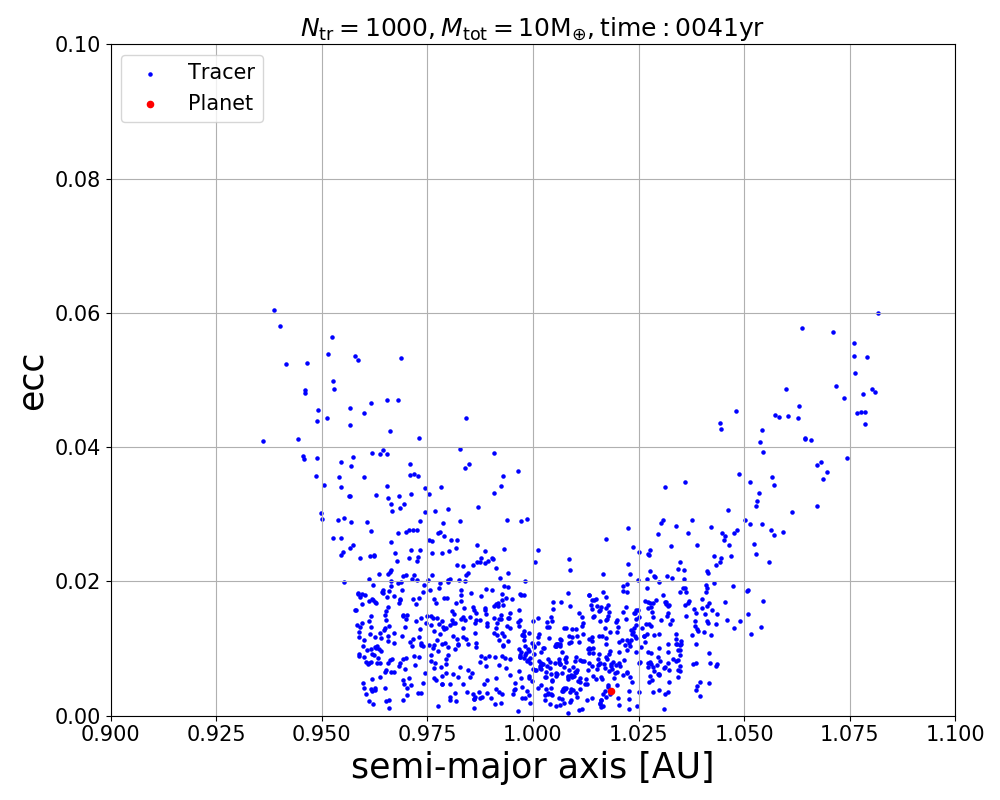 N_tr = 1000, M_tot = 10M_⊕, time : 0041yr
Tracer
Planet
0.10
0.08
0.06
0.04
0.02
0.00
ecc
0.900 0.925 0.950 0.975 1.000 1.025 1.050 1.075 1.100
semi-major axis [AU]